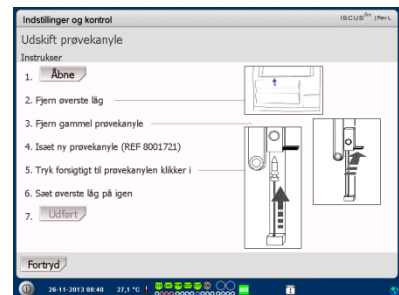 Indstillinger og kontrol
ISCUSflex |Rev L
Udskift prøvekanyle
Instrukser
1. Åbne
2. Fjern øverste låg
3. Fjern gammel prøvekanyle
4. Isæt ny prøvekanyle (REF 8001721)
5. Tryk forsigtigt til prøvekanylen klikker i
6. Sæt øverste låg på igen
7. Udført
Fortryd
26-11-2013 08:40 27,1 °C